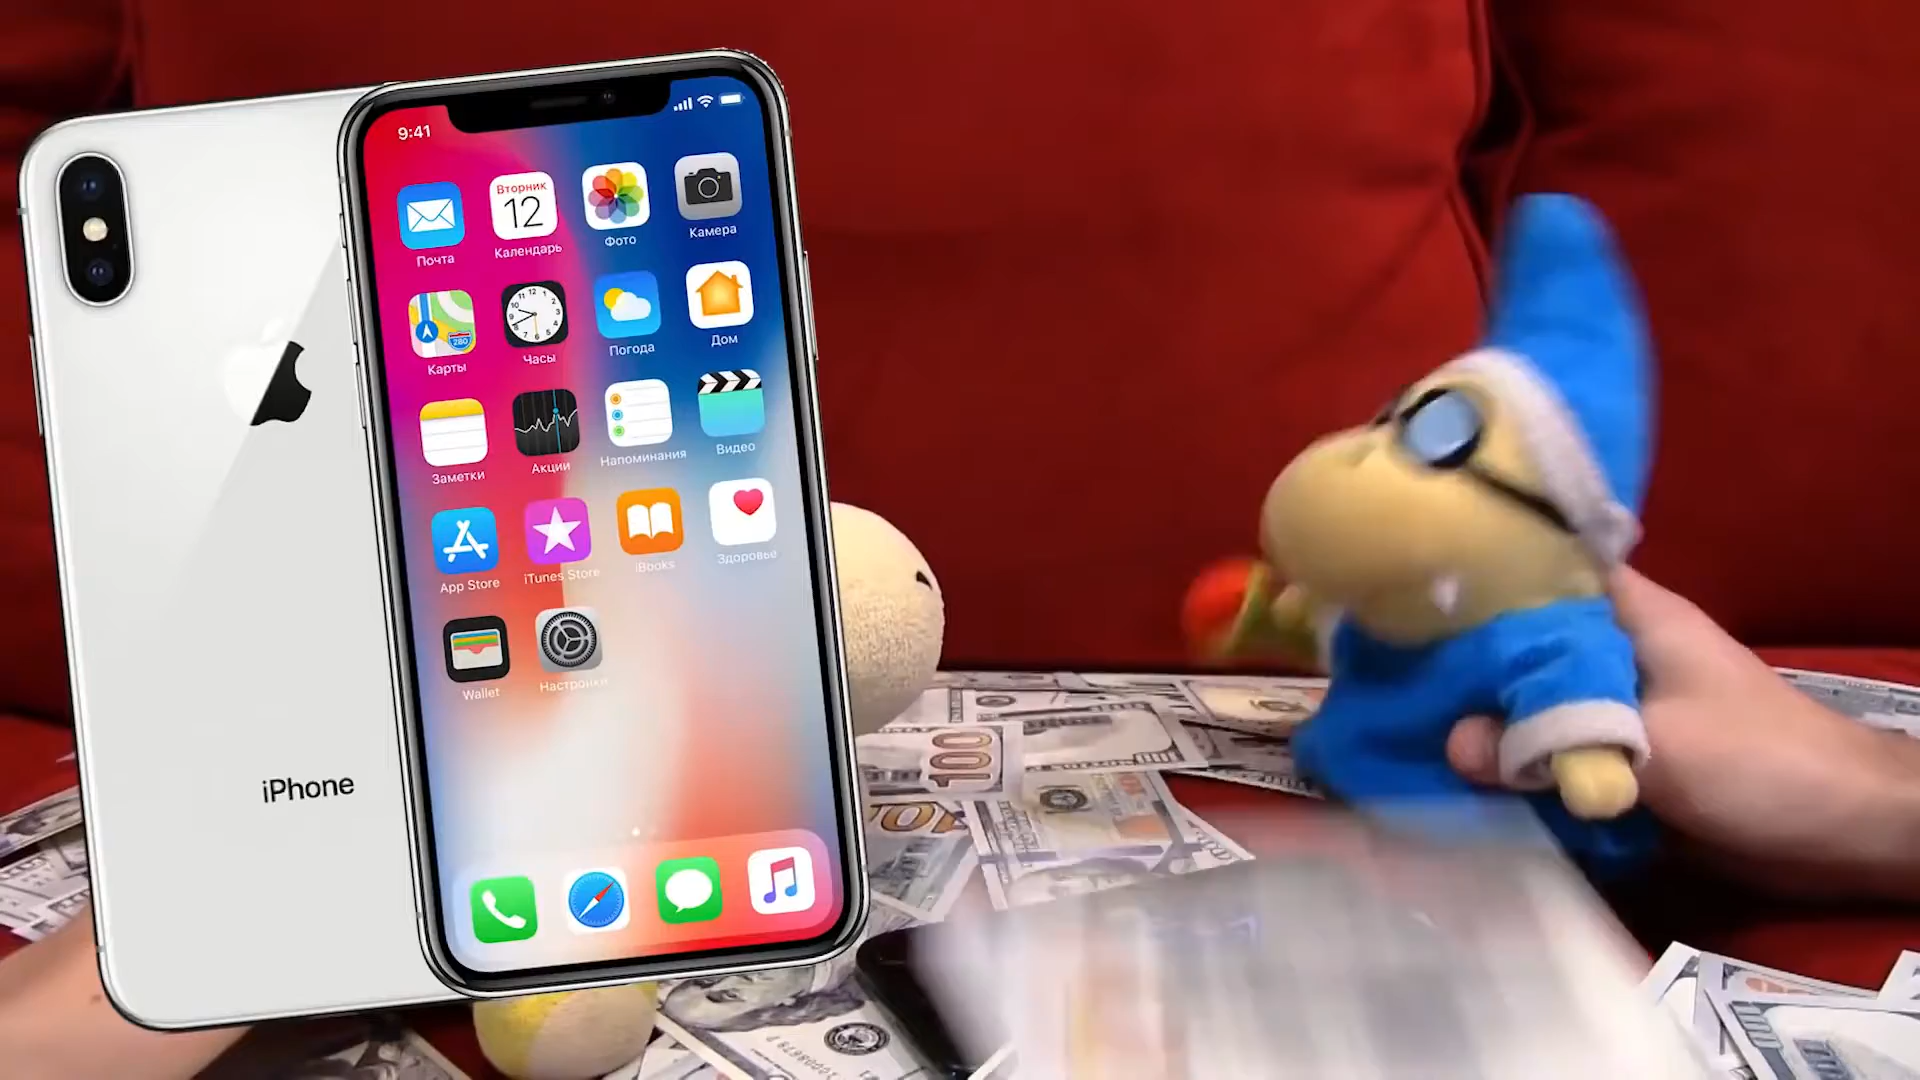 9:41
Вторник
12
Почта
Календарь
Фото
Камера
Карты
Часы
Погода
Дом
Заметки
Акции
Напоминания
Видео
App Store
iTunes Store
iBooks
Здоровье
Wallet
Настройки
iPhone
100